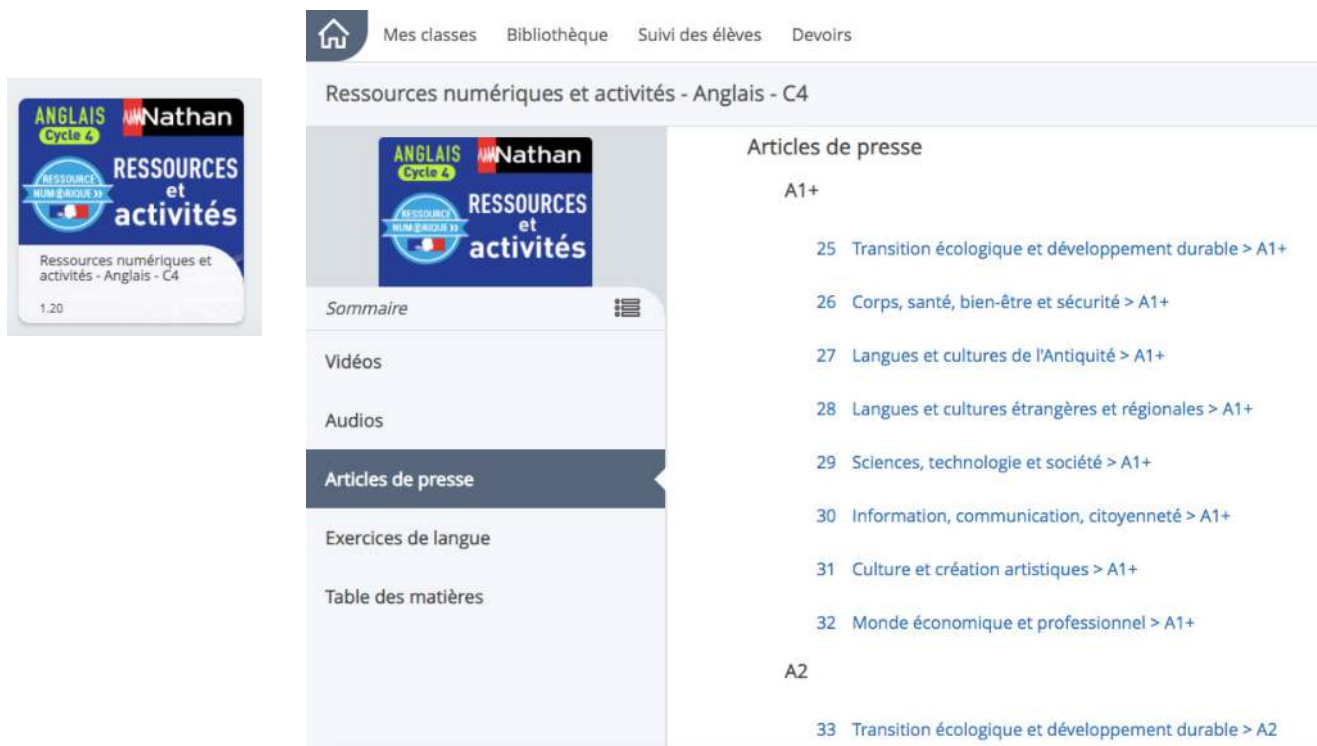 ANGLAIS Nathan
Cycle 4
RESSOURCE
NUMÉRIQUE
RESSOURCES
et
activités
Ressources numériques et
activités - Anglais - C4
1.20
Mes classes Bibliothèque Suivi des élèves Devoirs
Ressources numériques et activités - Anglais - C4
ANGLAIS Nathan
Cycle 4
RESSOURCE
NUMÉRIQUE
RESSOURCES
et
activités
Sommaire
Vidéos
Audios
Articles de presse
Exercices de langue
Table des matières
Articles de presse
A1+
25 Transition écologique et développement durable > A1+
26 Corps, santé, bien-être et sécurité > A1+
27 Langues et cultures de l'Antiquité > A1+
28 Langues et cultures étrangères et régionales > A1+
29 Sciences, technologie et société > A1+
30 Information, communication, citoyenneté > A1+
31 Culture et création artistiques > A1+
32 Monde économique et professionnel > A1+
A2
33 Transition écologique et développement durable > A2